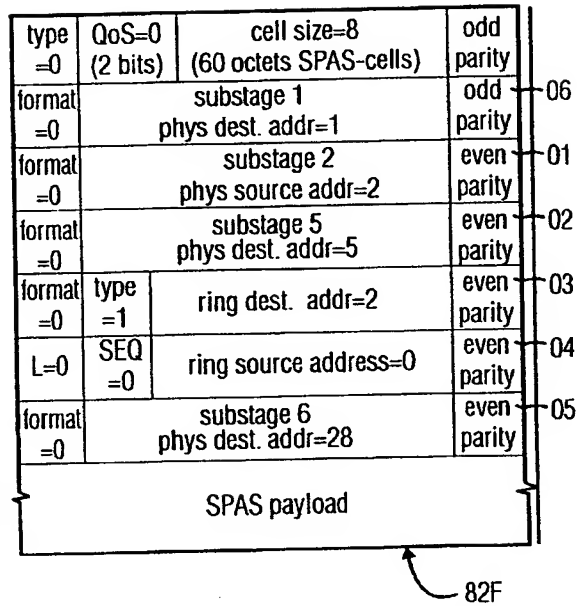 type =0 QoS=0 (2 bits) cell size=8 (60 octets SPAS-cells) odd parity
format =0 substage 1 phys dest. addr=1 odd parity 06
format =0 substage 2 phys source addr=2 even parity 01
format =0 substage 5 phys dest. addr=5 even parity 02
format =0 type =1 ring dest. addr=2 even parity 03
L=0 SEQ =0 ring source address=0 even parity 04
format =0 substage 6 phys dest. addr=28 even parity 05
SPAS payload
82F